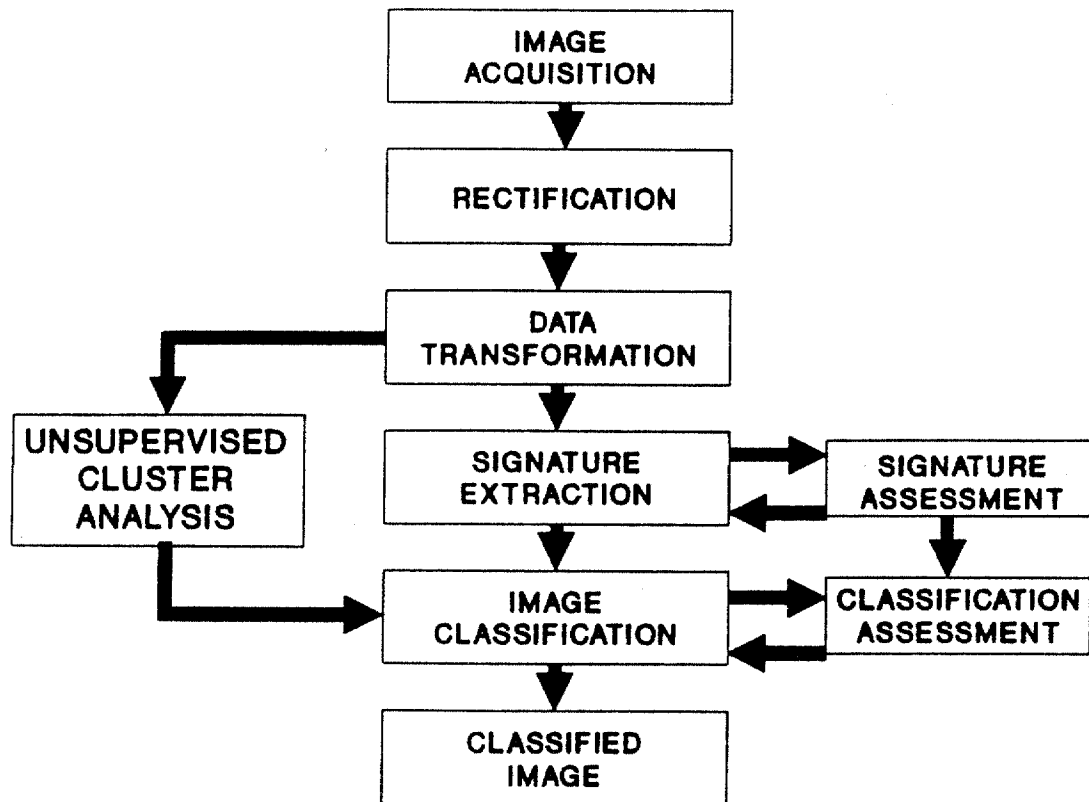 IMAGE
ACQUISITION
RECTIFICATION
DATA
TRANSFORMATION
UNSUPERVISED
CLUSTER
ANALYSIS
SIGNATURE
EXTRACTION
SIGNATURE
ASSESSMENT
IMAGE
CLASSIFICATION
CLASSIFICATION
ASSESSMENT
CLASSIFIED
IMAGE